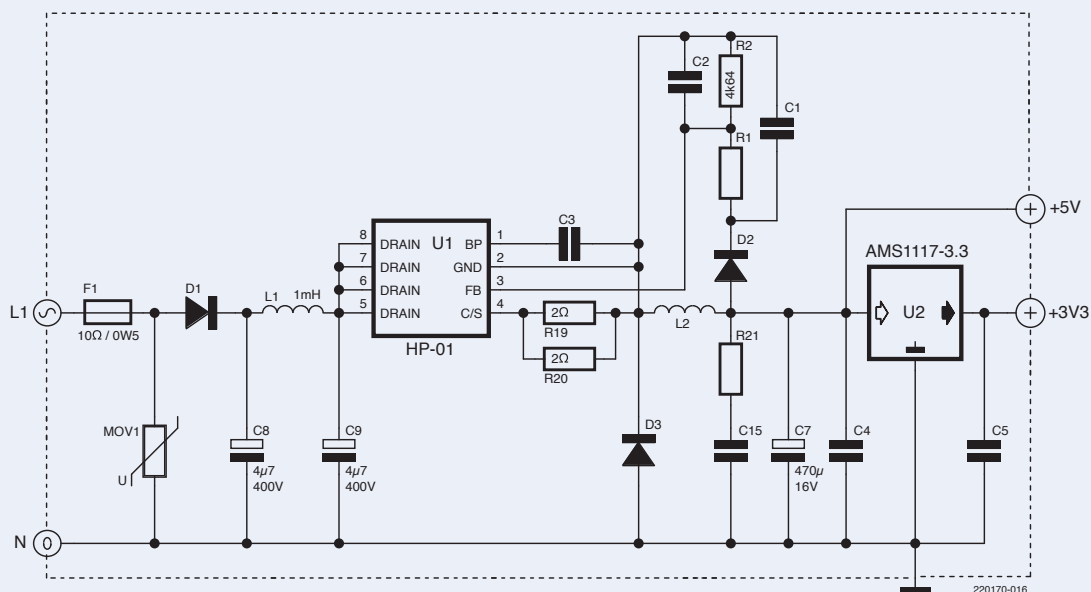 C2
R2
4k64
C1
R1
D2
+5V
AMS1117-3.3
U2
+3V3
C3
U1
8 DRAIN BP 1
7 DRAIN GND 2
6 DRAIN FB 3
5 DRAIN C/S 4
HP-01
L1
F1
10Ω / 0W5
D1
L1 1mH
2Ω
R19
2Ω
R20
L2
R21
MOV1
U
C8
4µ7
400V
C9
4µ7
400V
D3
C15
C7
470µ
16V
C4
C5
N
0
220170-016